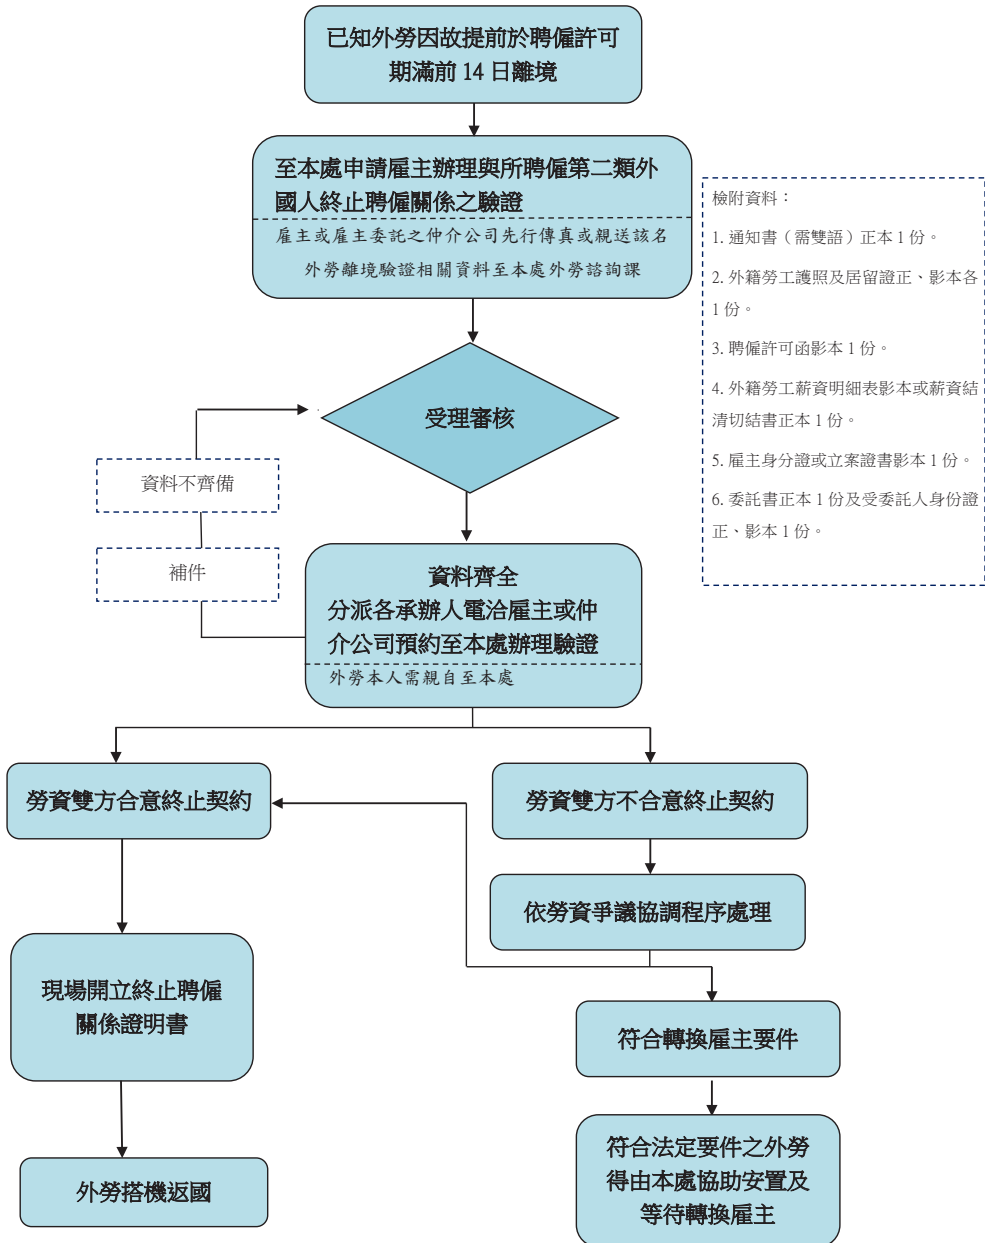 已知外勞因故提前於聘僱許可
期滿前 14 日離境
至本處申請雇主辦理與所聘僱第二類外
國人終止聘僱關係之驗證
雇主或雇主委託之仲介公司先行傳真或親送該名
外勞離境驗證相關資料至本處外勞諮詢課
檢附資料：
1. 通知書（需雙語）正本 1 份。
2. 外籍勞工護照及居留證正、影本各
1 份。
3. 聘僱許可函影本 1 份。
4. 外籍勞工薪資明細表影本或薪資結
清切結書正本 1 份。
5. 雇主身分證或立案證書影本 1 份。
6. 委託書正本 1 份及受委託人身份證
正、影本 1 份。
受理審核
資料不齊備
補件
資料齊全
分派各承辦人電洽雇主或仲
介公司預約至本處辦理驗證
外勞本人需親自至本處
勞資雙方合意終止契約
勞資雙方不合意終止契約
依勞資爭議協調程序處理
現場開立終止聘僱
關係證明書
符合轉換雇主要件
外勞搭機返國
符合法定要件之外勞
得由本處協助安置及
等待轉換雇主